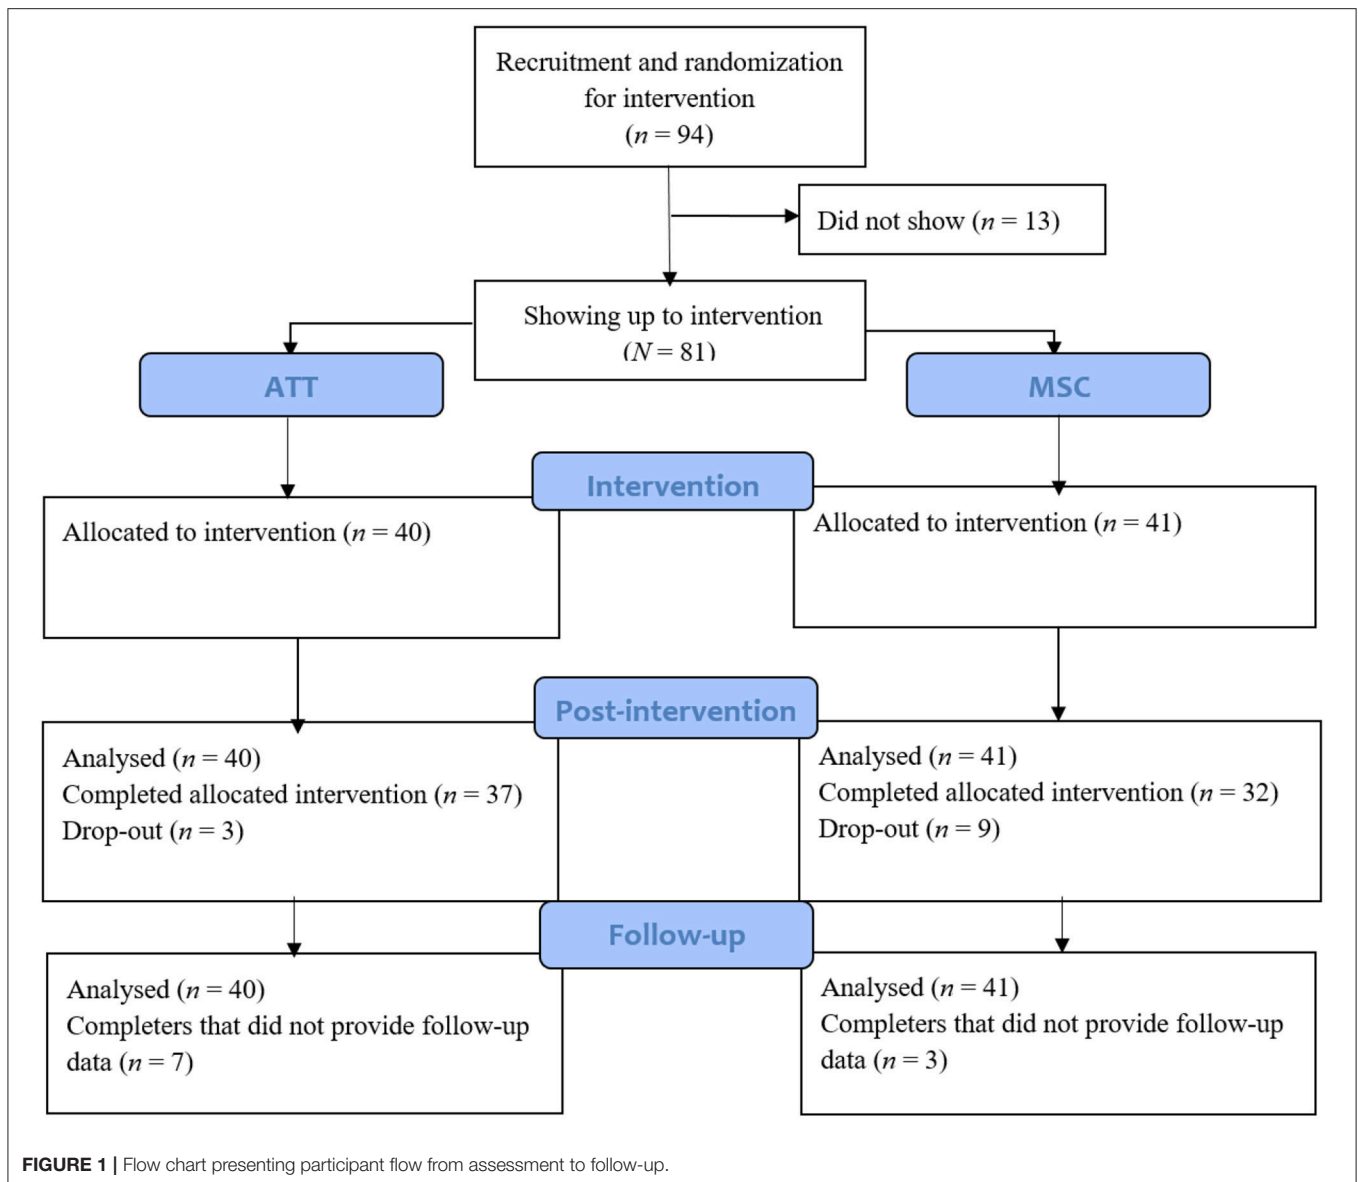 Recruitment and randomization
for intervention
(n = 94)
Did not show (n = 13)
Showing up to intervention
(N = 81)
ATT
MSC
Intervention
Allocated to intervention (n = 40)
Allocated to intervention (n = 41)
Post-intervention
Analysed (n = 40)
Completed allocated intervention (n = 37)
Drop-out (n = 3)
Analysed (n = 41)
Completed allocated intervention (n = 32)
Drop-out (n = 9)
Follow-up
Analysed (n = 40)
Completers that did not provide follow-up
data (n = 7)
Analysed (n = 41)
Completers that did not provide follow-up
data (n = 3)
FIGURE 1 | Flow chart presenting participant flow from assessment to follow-up.